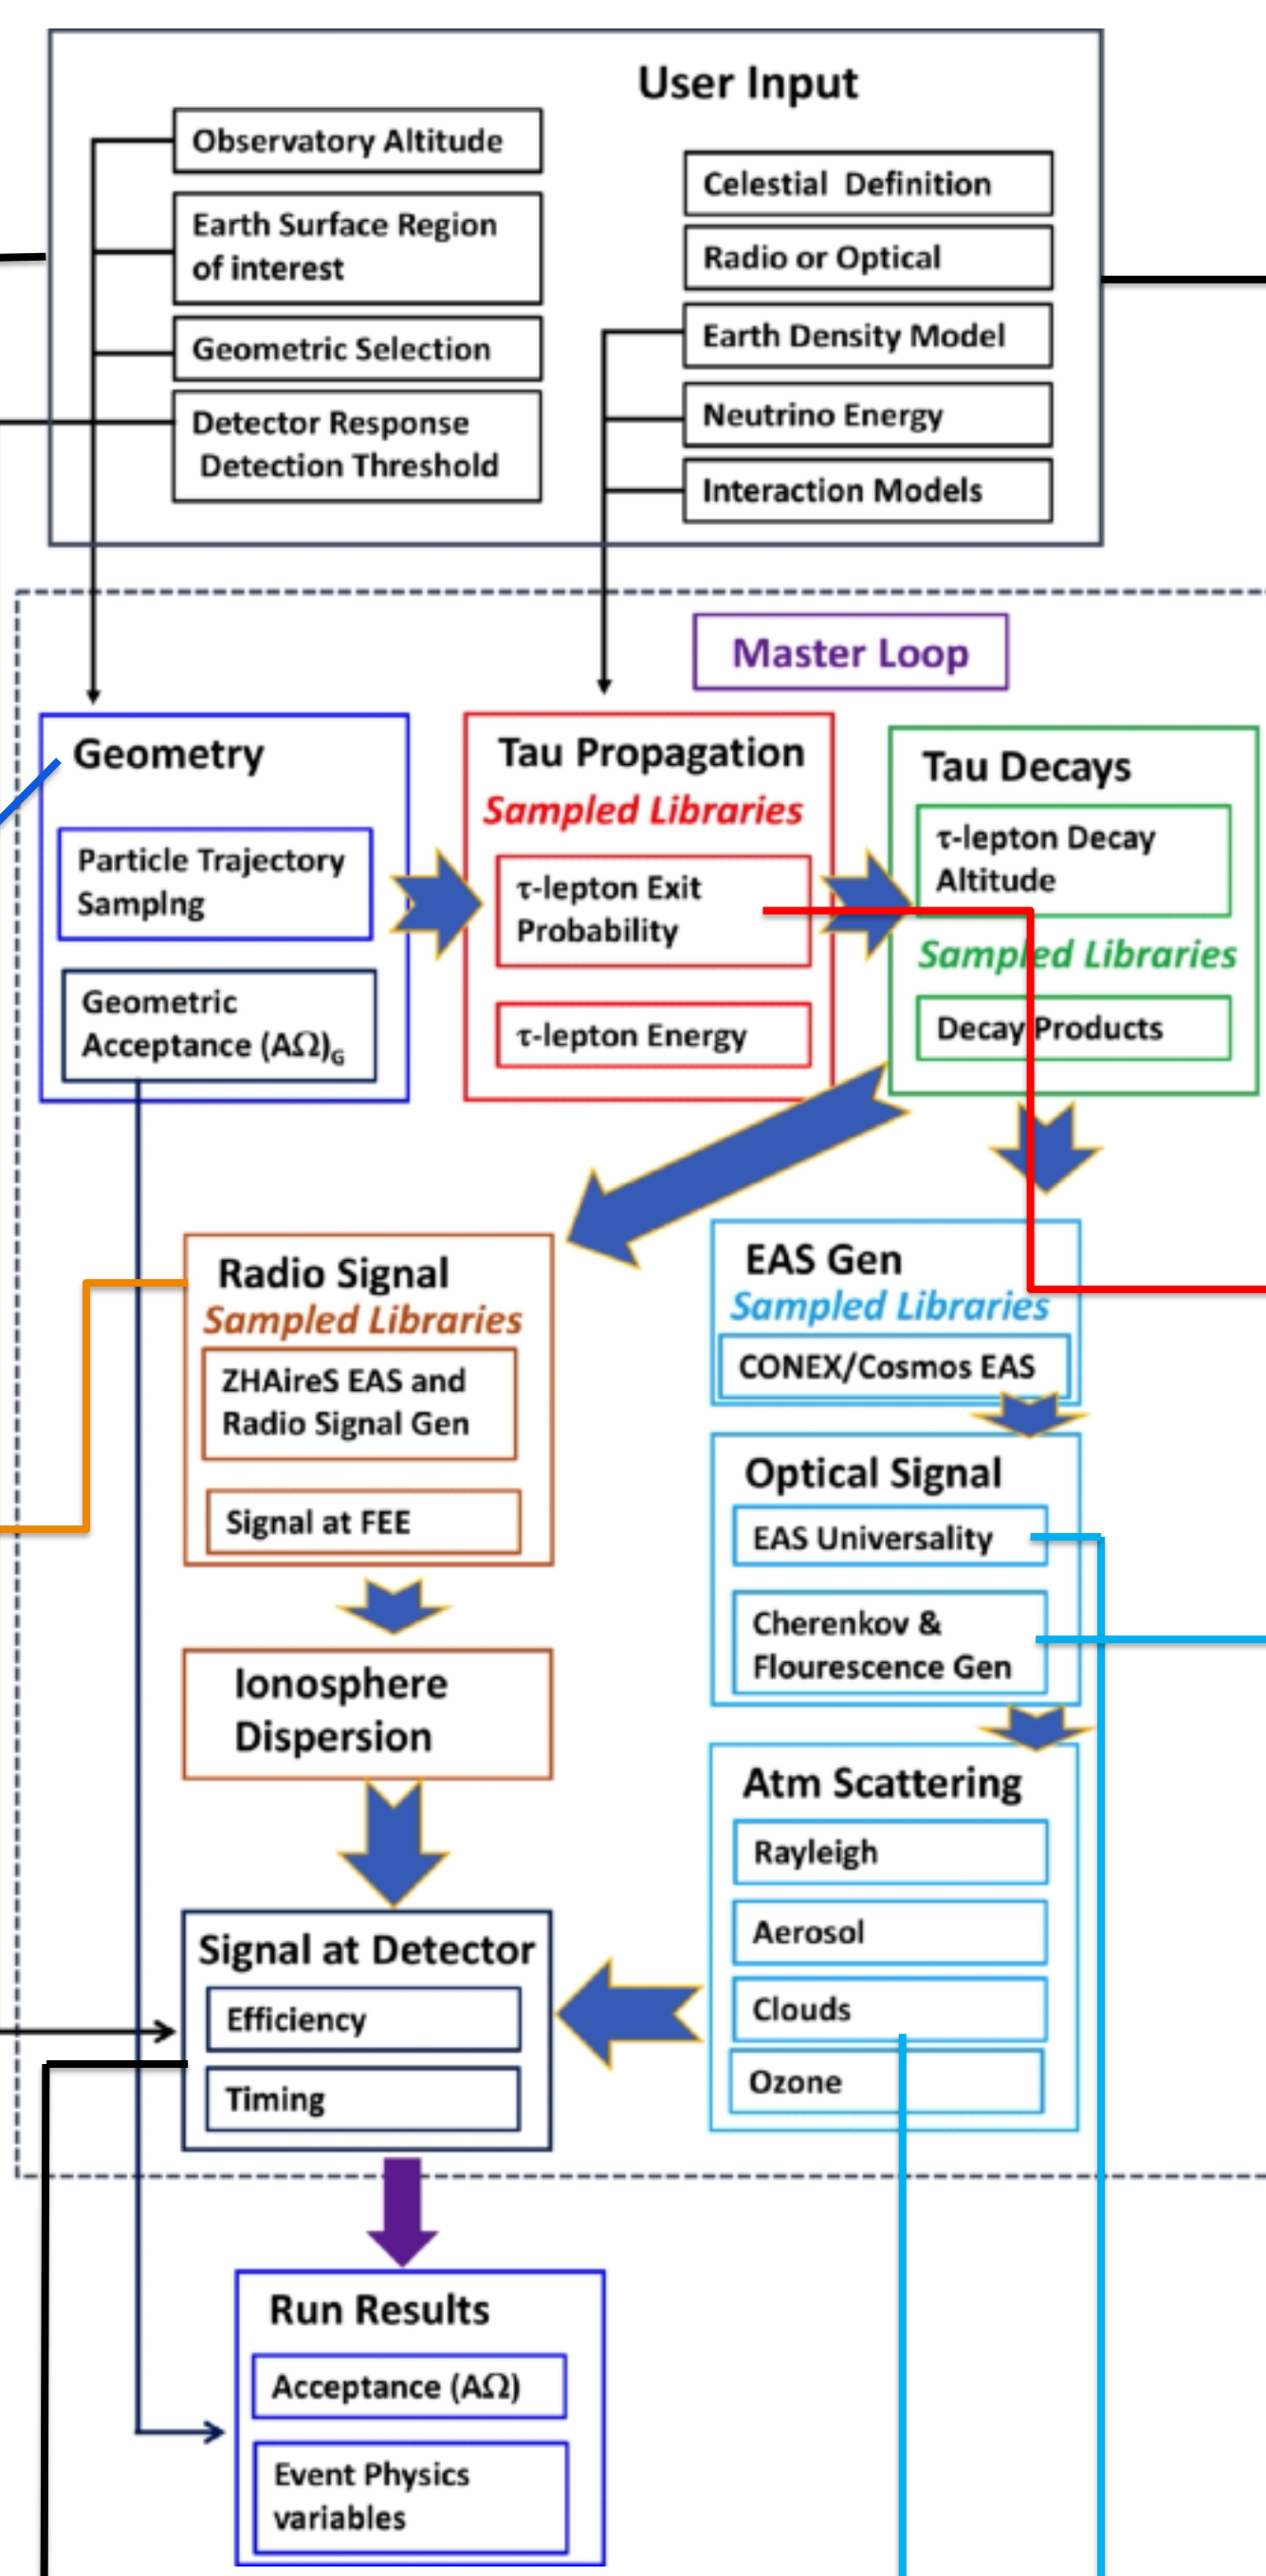 User Input
Observatory Altitude
Earth Surface Region
of interest
Geometric Selection
Detector Response
Detection Threshold
Celestial Definition
Radio or Optical
Earth Density Model
Neutrino Energy
Interaction Models
Master Loop
Geometry
Particle Trajectory
Samplng
Geometric
Acceptance (AΩ)G
Tau Propagation
Sampled Libraries
τ-lepton Exit
Probability
τ-lepton Energy
Tau Decays
τ-lepton Decay
Altitude
Sampled Libraries
Decay Products
Radio Signal
Sampled Libraries
ZHAireS EAS and
Radio Signal Gen
Signal at FEE
Ionosphere
Dispersion
EAS Gen
Sampled Libraries
CONEX/Cosmos EAS
Optical Signal
EAS Universality
Cherenkov &
Flourescence Gen
Atm Scattering
Rayleigh
Aerosol
Clouds
Ozone
Signal at Detector
Efficiency
Timing
Run Results
Acceptance (AΩ)
Event Physics
variables